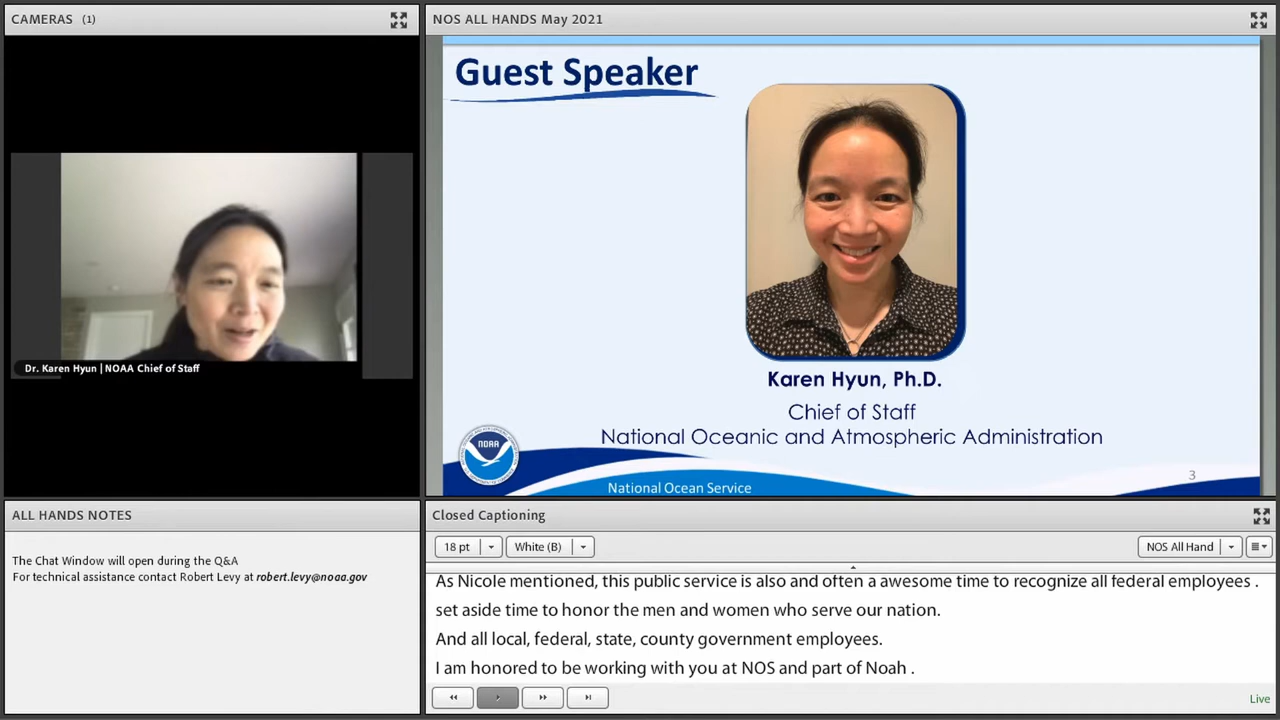 CAMERAS (1)
Dr. Karen Hyun | NOAA Chief of Staff
NOS ALL HANDS May 2021
Guest Speaker
Karen Hyun, Ph.D.
Chief of Staff
National Oceanic and Atmospheric Administration
NOAA
National Ocean Service
3
ALL HANDS NOTES
The Chat Window will open during the Q&A
For technical assistance contact Robert Levy at robert.levy@noaa.gov
Closed Captioning
18 pt
White (B)
NOS All Hand
As Nicole mentioned, this public service is also and often a awesome time to recognize all federal employees .
set aside time to honor the men and women who serve our nation.
And all local, federal, state, county government employees.
I am honored to be working with you at NOS and part of Noah .
Live